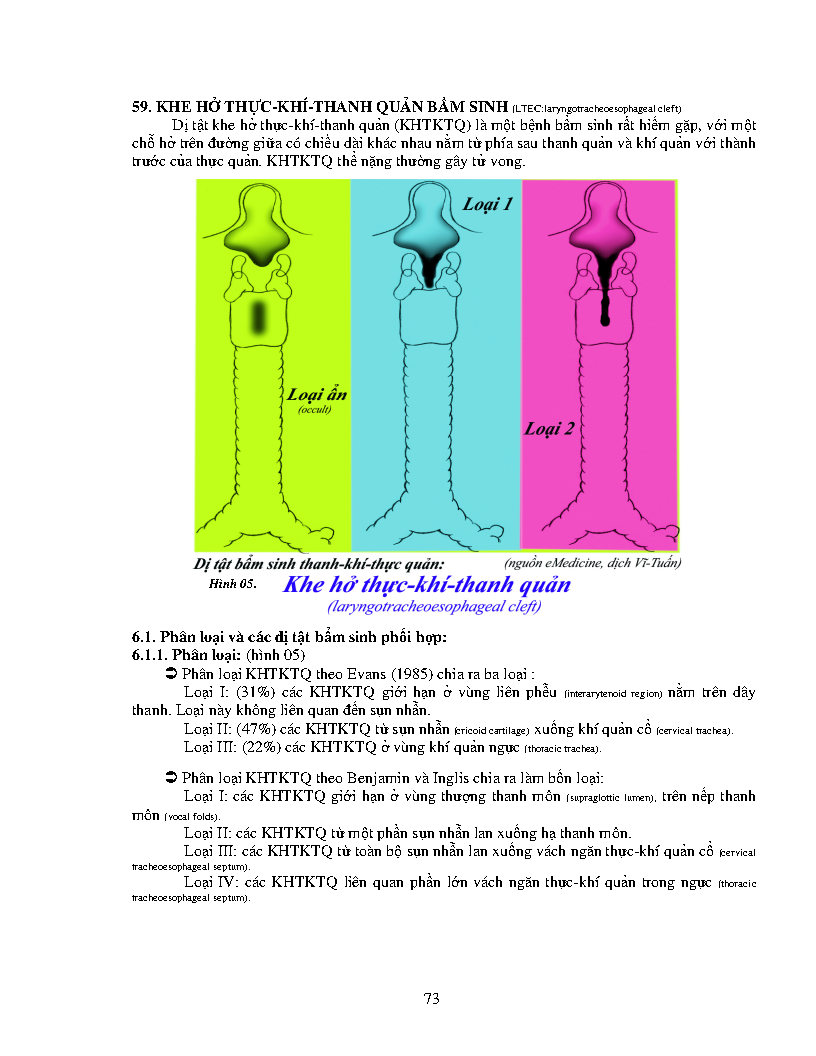 59. KHE HỞ THỰC-KHÍ-THANH QUẢN BẨM SINH (LTEC:laryngotracheoesophageal cleft)
Dị tật khe hở thực-khí-thanh quản (KHTKTQ) là một bệnh bẩm sinh rất hiếm gặp, với một
chỗ hở trên đường giữa có chiều dài khác nhau nằm từ phía sau thanh quản và khí quản với thành
trước của thực quản. KHTKTQ thể nặng thường gây tử vong.
Loại 1
Loại ẩn
(occult)
Loại 2
Dị tật bẩm sinh thanh-khí-thực quản: (nguồn eMedicine, dịch Vĩ-Tuấn)
Hình 05. Khe hở thực-khí-thanh quản
(laryngotracheoesophageal cleft)
6.1. Phân loại và các dị tật bẩm sinh phối hợp:
6.1.1. Phân loại: (hình 05)
➲ Phân loại KHTKTQ theo Evans (1985) chia ra ba loại :
Loại I: (31%) các KHTKTQ giới hạn ở vùng liên phễu (interarytenoid region) nằm trên dây
thanh. Loại này không liên quan đến sụn nhẫn.
Loại II: (47%) các KHTKTQ từ sụn nhẫn (cricoid cartilage) xuống khí quản cổ (cervical trachea).
Loại III: (22%) các KHTKTQ ở vùng khí quản ngực (thoracic trachea).
➲ Phân loại KHTKTQ theo Benjamin và Inglis chia ra làm bốn loại:
Loại I: các KHTKTQ giới hạn ở vùng thượng thanh môn (supraglottic lumen), trên nếp thanh
môn (vocal folds).
Loại II: các KHTKTQ từ một phần sụn nhẫn lan xuống hạ thanh môn.
Loại III: các KHTKTQ từ toàn bộ sụn nhẫn lan xuống vách ngăn thực-khí quản cổ (cervical
tracheoesophageal septum).
Loại IV: các KHTKTQ liên quan phần lớn vách ngăn thực-khí quản trong ngực (thoracic
tracheoesophageal septum).
73